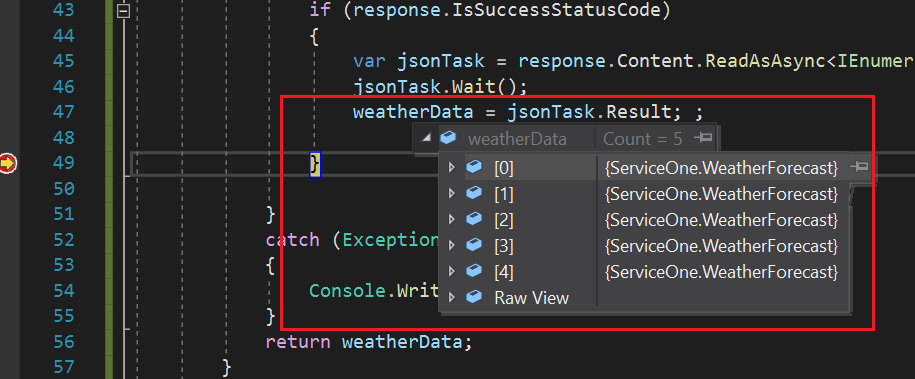 43 if (response.IsSuccessStatusCode)
44 {
45 var jsonTask = response.Content.ReadAsAsync<IEnumer
46 jsonTask.Wait();
47 weatherData = jsonTask.Result; ;
48 weatherData Count = 5
49 }
[0] {ServiceOne.WeatherForecast}
50 [1] {ServiceOne.WeatherForecast}
51 }
[2] {ServiceOne.WeatherForecast}
52 catch (Exception
[3] {ServiceOne.WeatherForecast}
53 {
[4] {ServiceOne.WeatherForecast}
54 Console.Writ
Raw View
55 }
56 return weatherData;
57 }